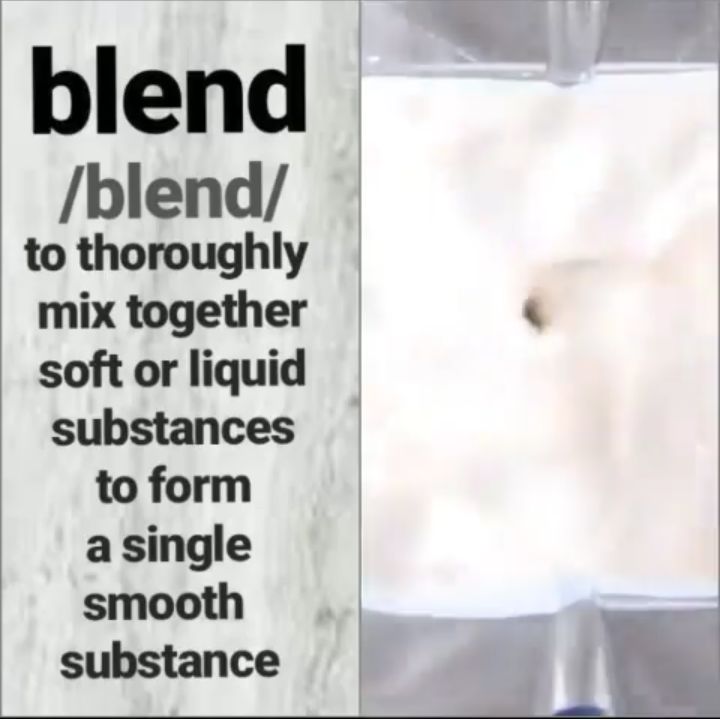 blend
/blend/
to thoroughly
mix together
soft or liquid
substances
to form
a single
smooth
substance